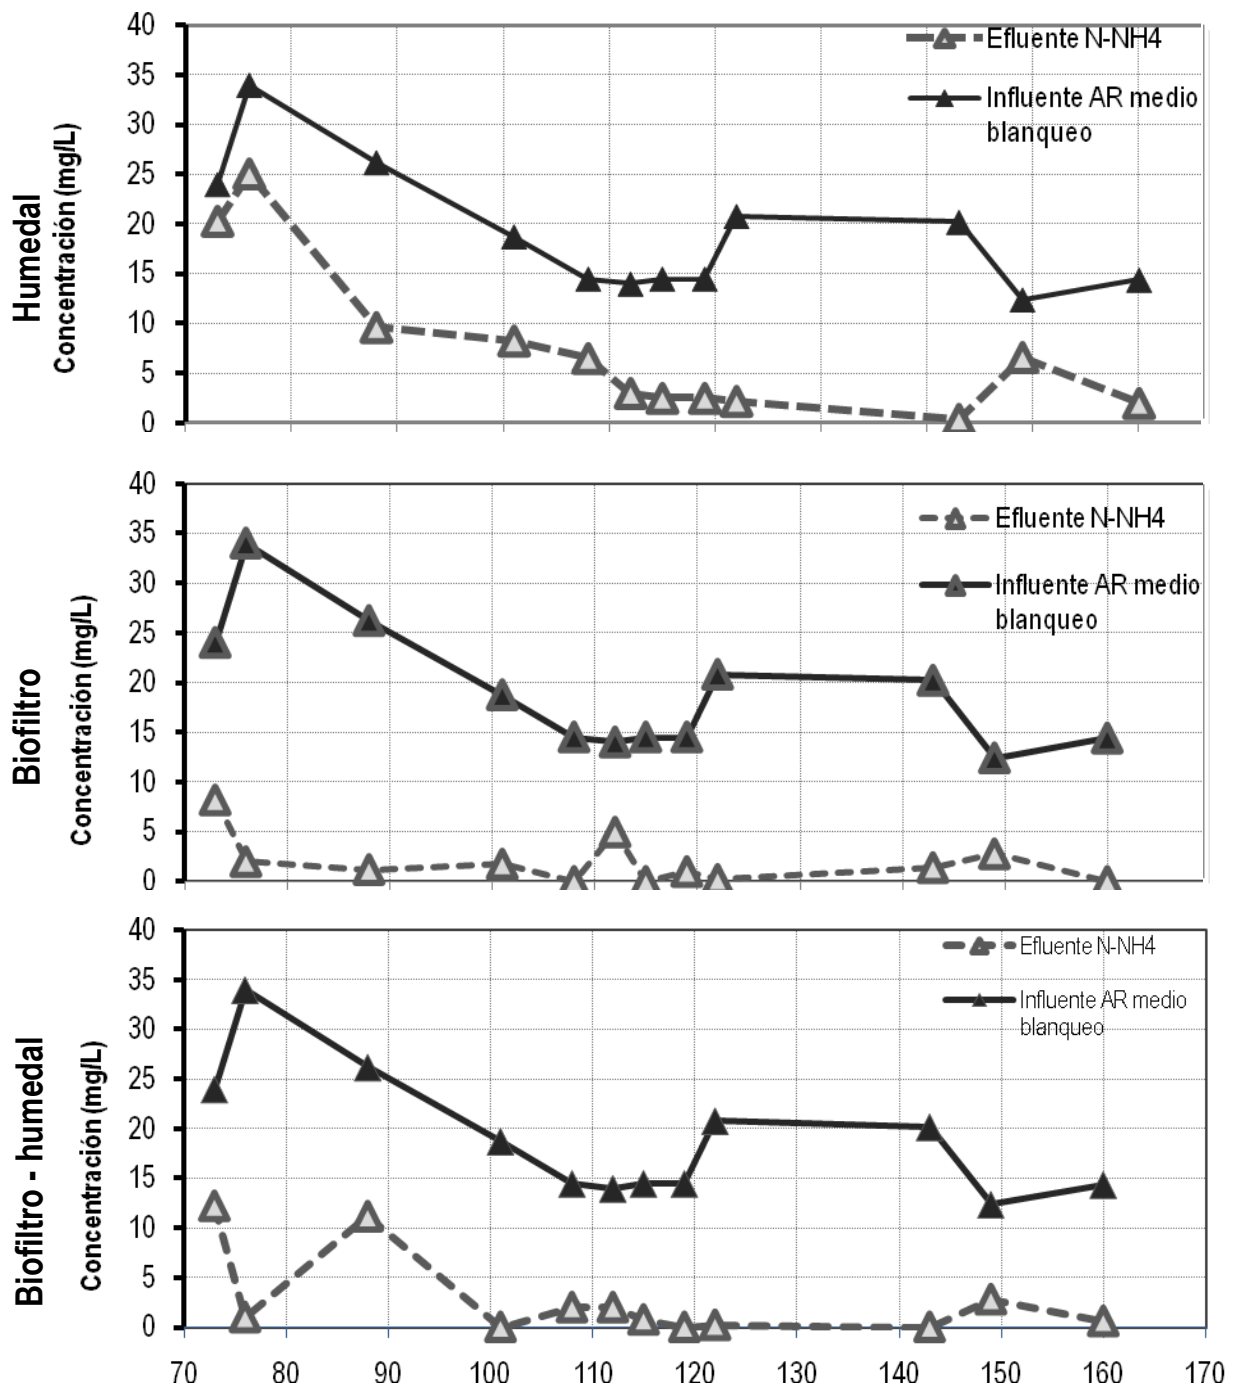 Humedal
Concentración (mg/L)
40
35
30
25
20
15
10
5
0
Efluente N-NH4
Influente AR medio
blanqueo
Biofiltro
Concentración (mg/L)
40
35
30
25
20
15
10
5
0
Efluente N-NH4
Influente AR medio
blanqueo
Biofiltro - humedal
Concentración (mg/L)
40
35
30
25
20
15
10
5
0
Efluente N-NH4
Influente AR medio
blanqueo
70 80 90 100 110 120 130 140 150 160 170